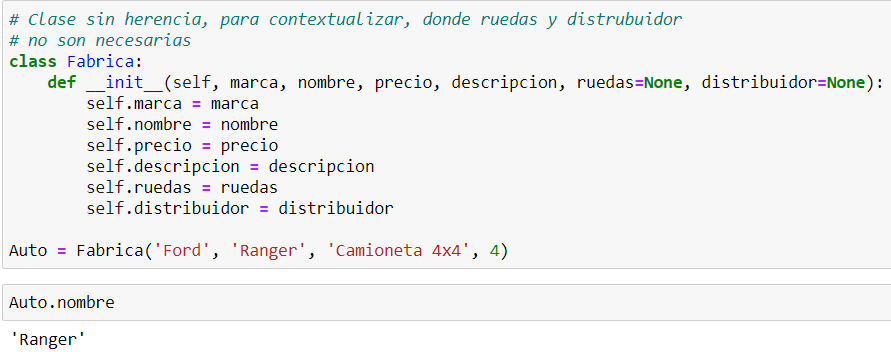 # Clase sin herencia, para contextualizar, donde ruedas y distrubuidor
# no son necesarias
class Fabrica:
    def __init__(self, marca, nombre, precio, descripcion, ruedas=None, distribuidor=None):
        self.marca = marca
        self.nombre = nombre
        self.precio = precio
        self.descripcion = descripcion
        self.ruedas = ruedas
        self.distribuidor = distribuidor
Auto = Fabrica('Ford', 'Ranger', 'Camioneta 4x4', 4)
Auto.nombre
'Ranger'